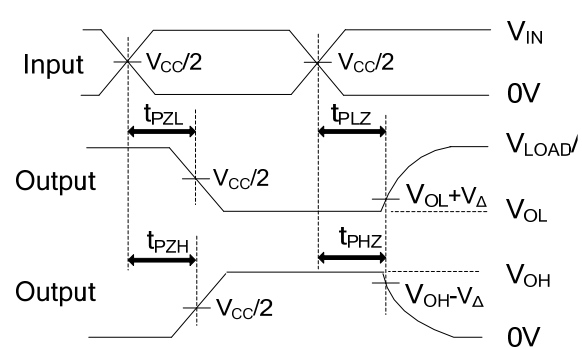 V_IN
Input
V_CC/2
V_CC/2
0V
t_PZL
t_PLZ
V_LOAD/
Output
V_CC/2
V_OL+V_Δ
V_OL
t_PZH
t_PHZ
V_OH
Output
V_CC/2
V_OH-V_Δ
0V